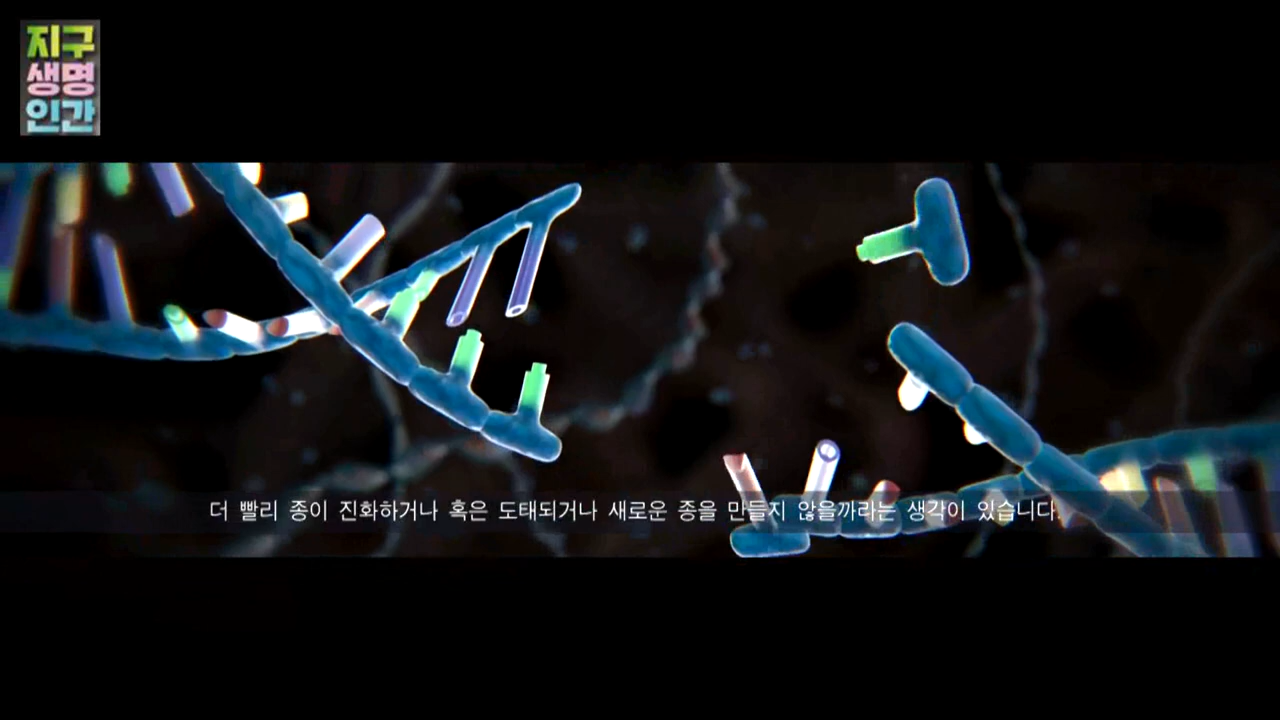 지구
생명
인간
더 빨리 종이 진화하거나 혹은 도태되거나 새로운 종을 만들지 않을까라는 생각이 있습니다.